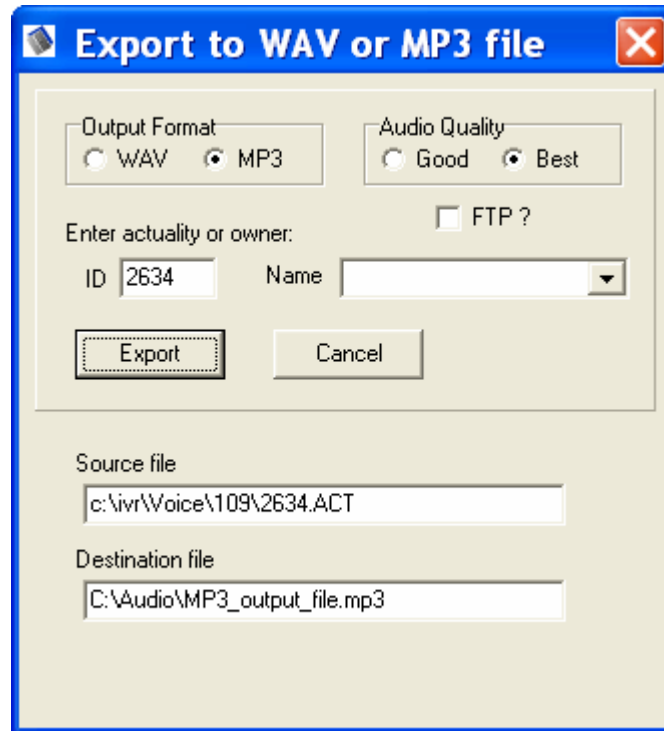 Export to WAV or MP3 file
Output Format
WAV MP3
Audio Quality
Good Best
FTP ?
Enter actuality or owner:
ID 2634 Name
Export Cancel
Source file
c:\ivr\Voice\109\2634.ACT
Destination file
C:\Audio\MP3_output_file.mp3